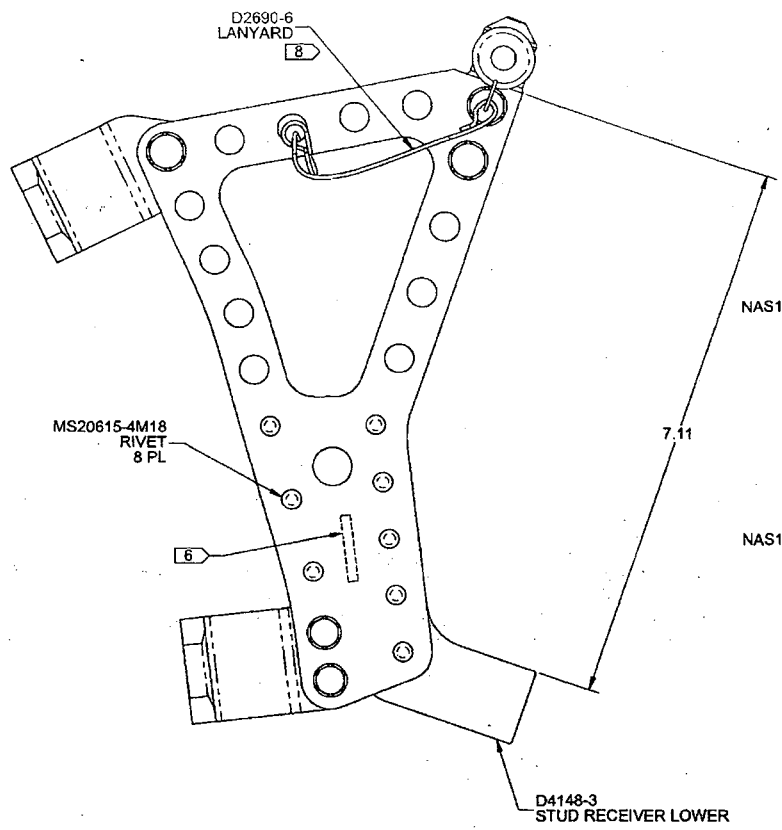 D2690-6
LANYARD
8
NAS1
MS20615-4M18
RIVET
8 PL
7.11
6
NAS1
D4148-3
STUD RECEIVER LOWER